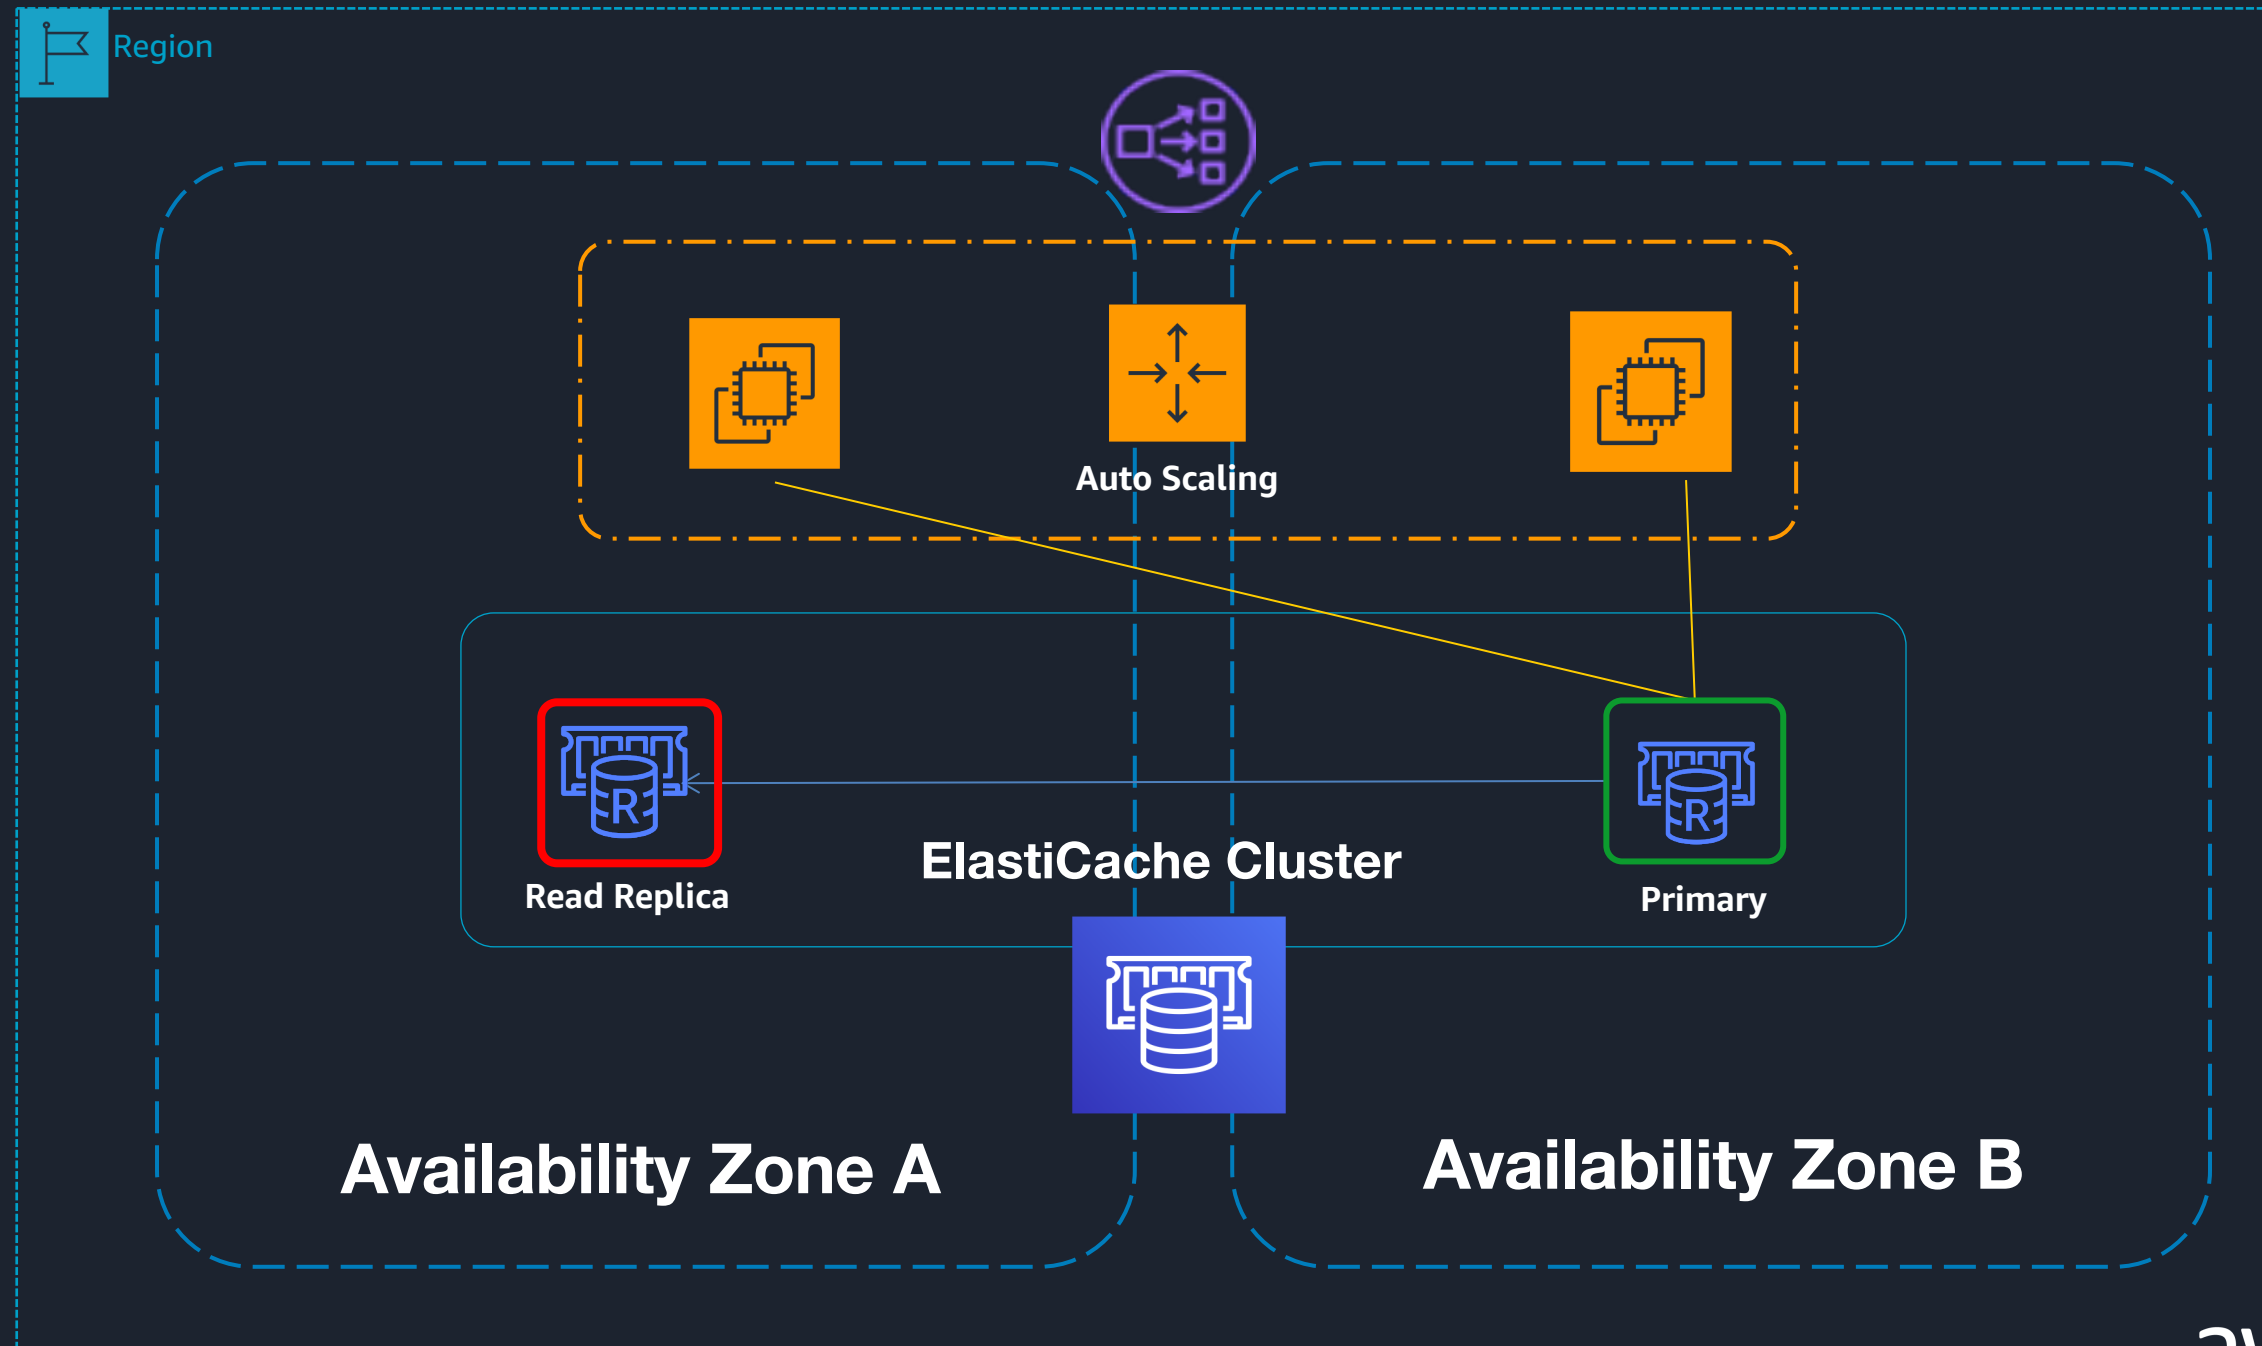 Region
Auto Scaling
R
R
ElastiCache Cluster
Read Replica
Primary
Availability Zone A
Availability Zone B